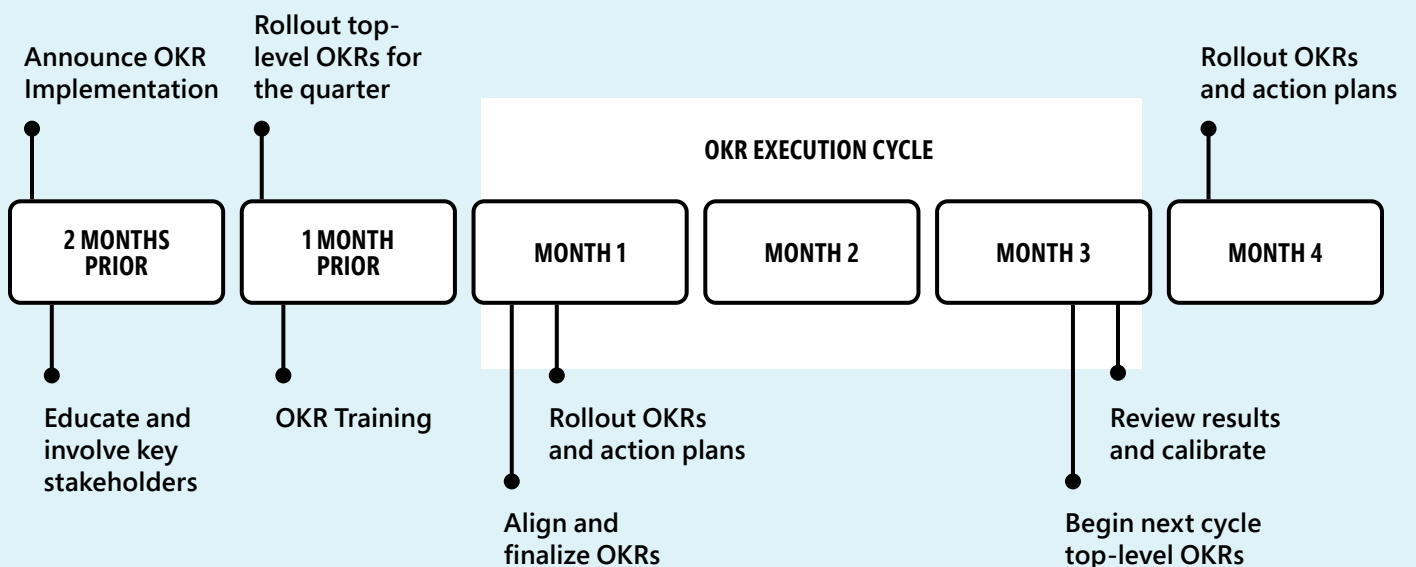 Announce OKR
Implementation
Rollout top-
level OKRs for
the quarter
Rollout OKRs
and action plans
OKR EXECUTION CYCLE
2 MONTHS
PRIOR
1 MONTH
PRIOR
MONTH 1
MONTH 2
MONTH 3
MONTH 4
Educate and
involve key
stakeholders
OKR Training
Rollout OKRs
and action plans
Align and
finalize OKRs
Review results
and calibrate
Begin next cycle
top-level OKRs